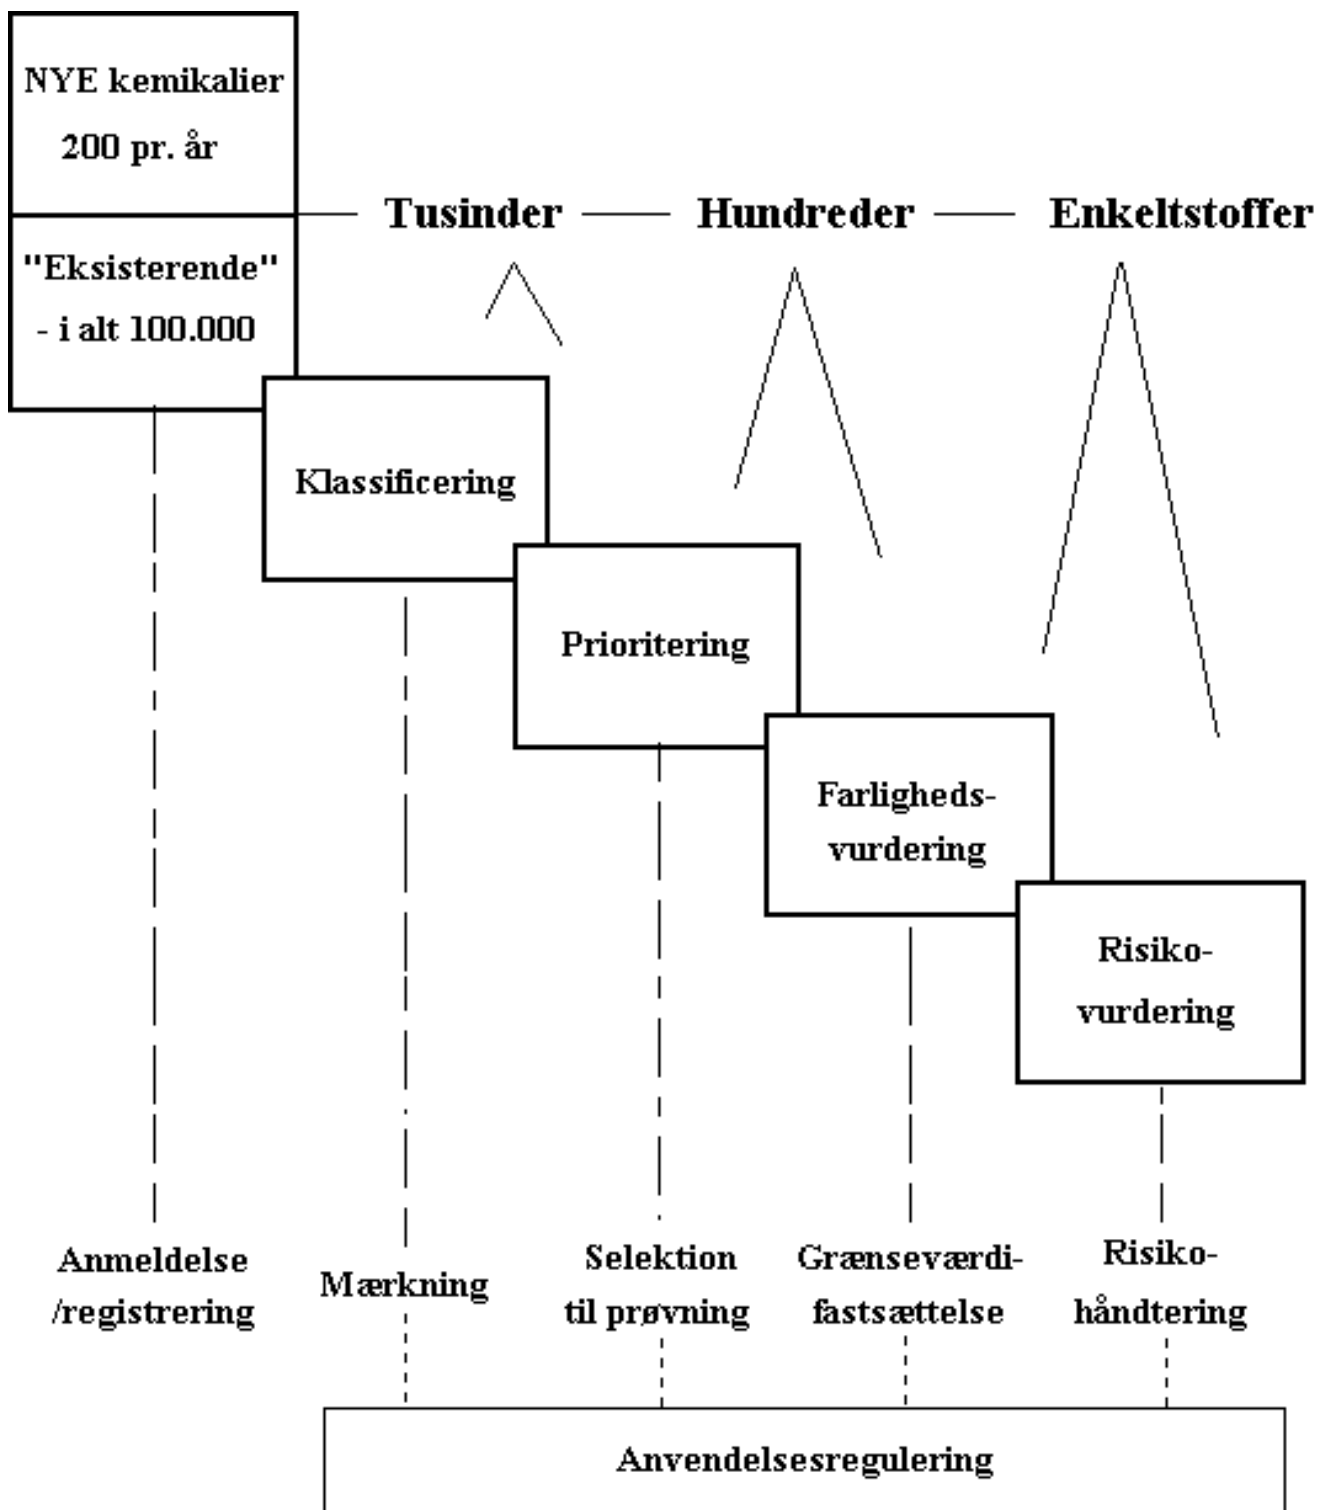 NYE kemikalier
200 pr. år
Tusinder
Hundreder
Enkeltstoffer
"Eksisterende"
- i alt 100.000
Klassificering
Prioritering
Farligheds-
vurdering
Risiko-
vurdering
Anmeldelse
/registrering
Mærkning
Selektion
til prøvning
Grænseværdi-
fastsættelse
Risiko-
håndtering
Anvendelsesregulering